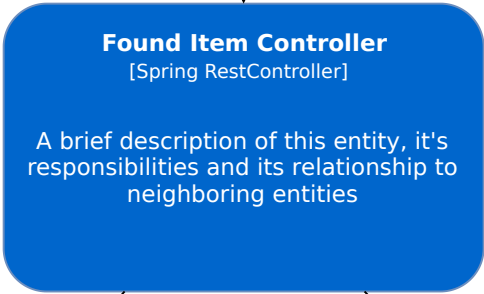 Found Item Controller
[Spring RestController]
A brief description of this entity, it's
responsibilities and its relationship to
neighboring entities